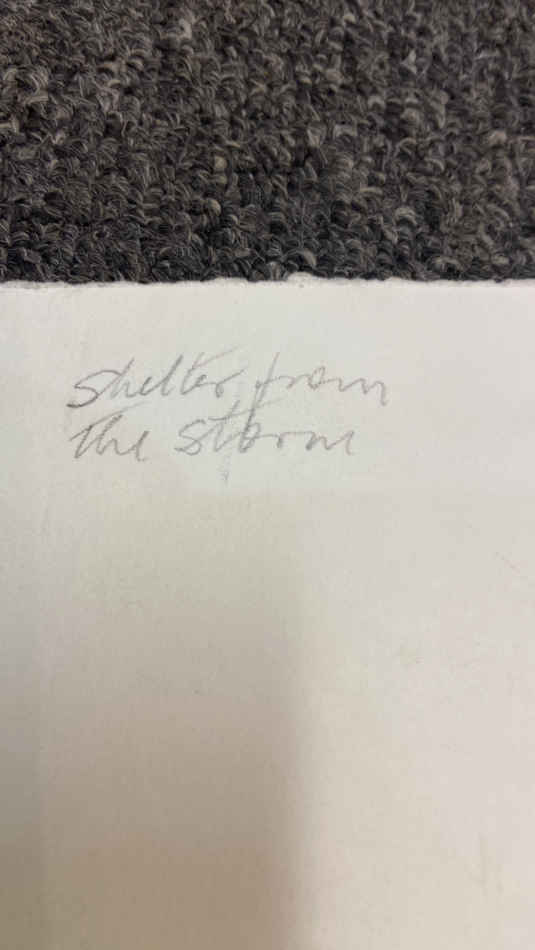 Shelter from
The Storm